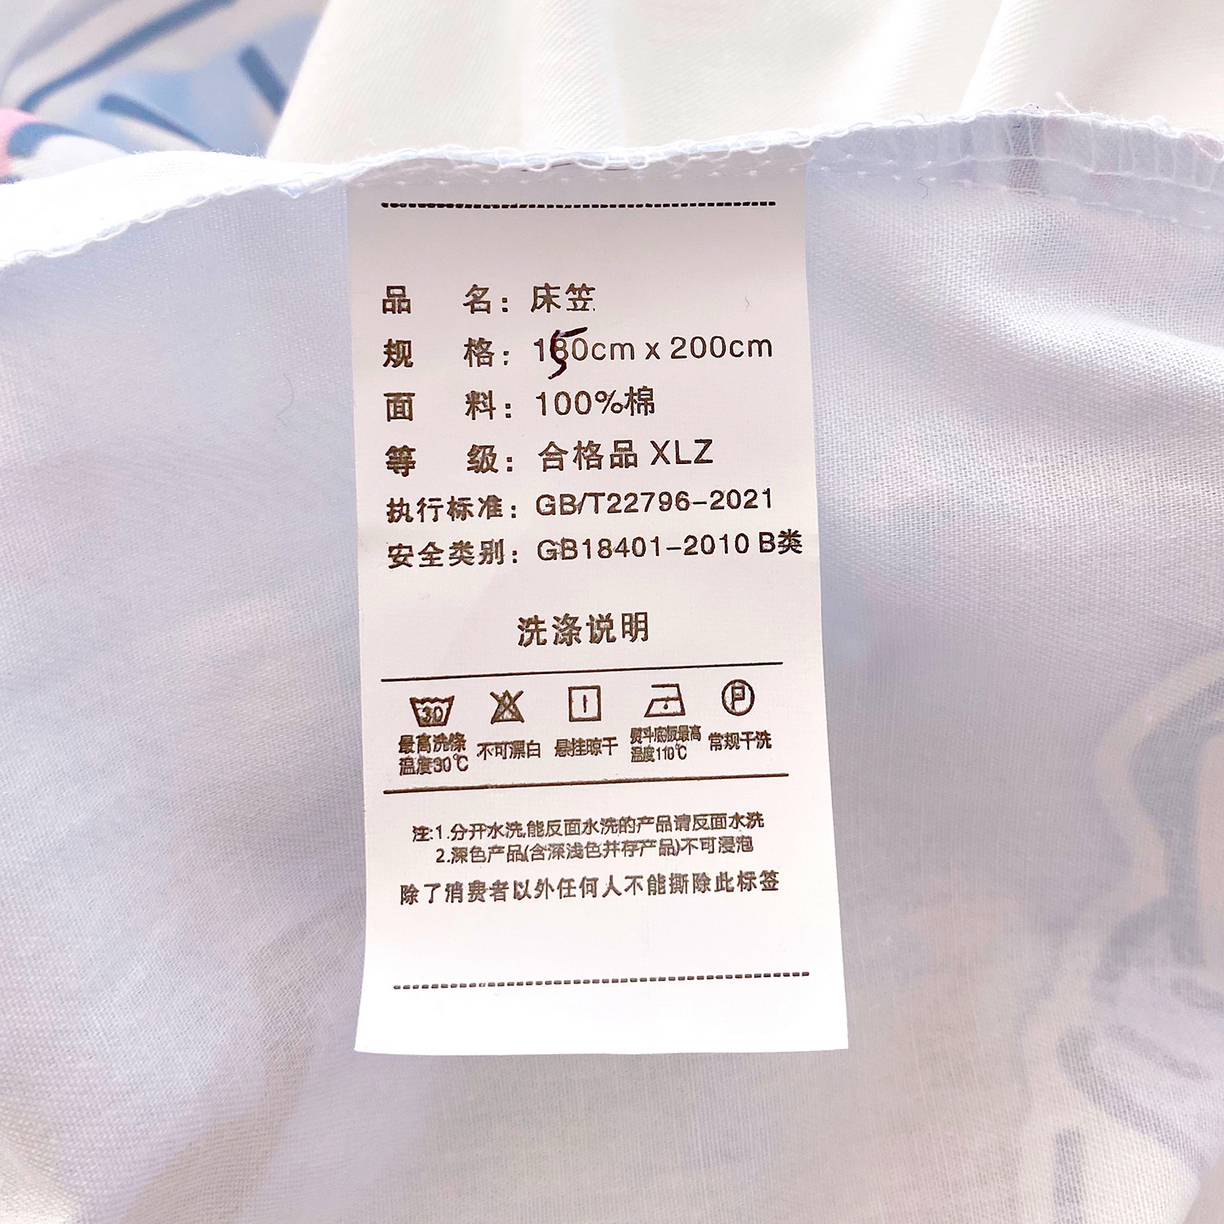 品 名：床笠
规 格：150cm x 200cm
面 料：100%棉
等 级：合格品 XLZ
执行标准：GB/T22796-2021
安全类别：GB18401-2010 B类
洗涤说明
30 P
最高洗涤 不可漂白 悬挂晾干 熨斗底板最高 常规干洗
温度30℃ 温度110℃
注:1.分开水洗,能反面水洗的产品请反面水洗
2.深色产品(含深浅色并存产品)不可浸泡
除了消费者以外任何人不能撕除此标签